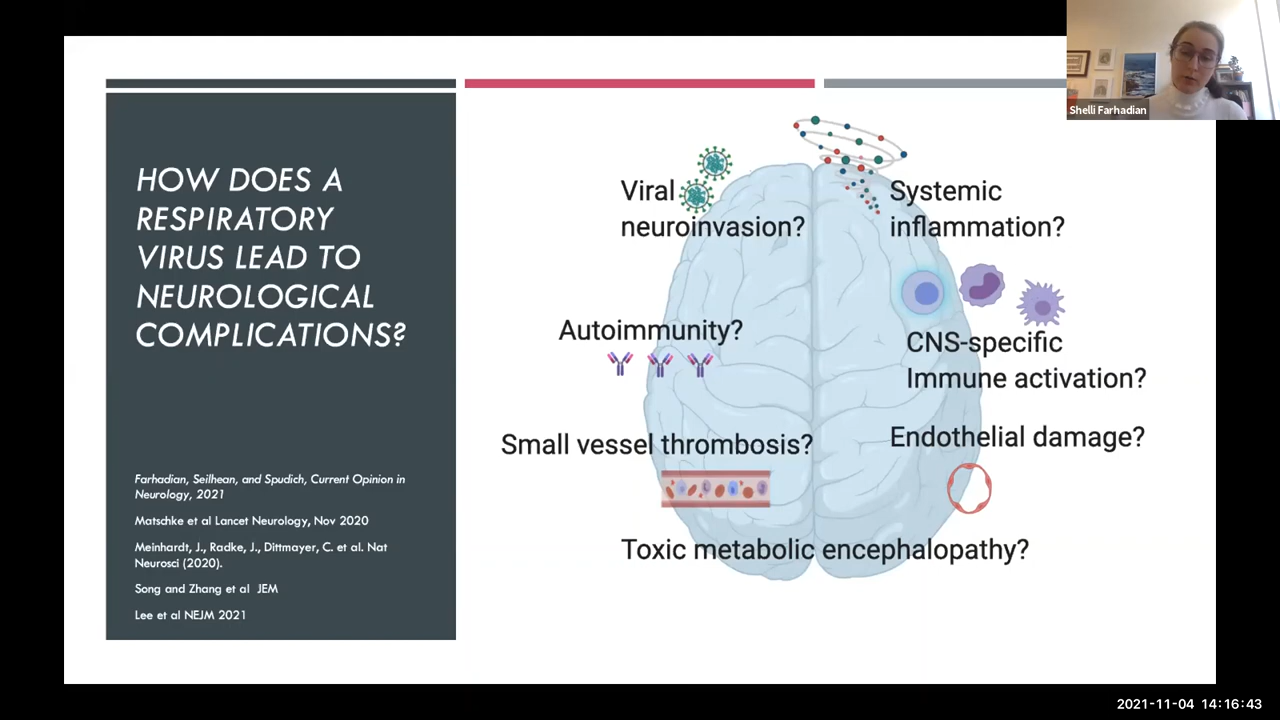 HOW DOES A
RESPIRATORY
VIRUS LEAD TO
NEUROLOGICAL
COMPLICATIONS?
Farhadian, Seilhean, and Spudich, Current Opinion in
Neurology, 2021
Matschke et al Lancet Neurology, Nov 2020
Meinhardt, J., Radke, J., Dittmayer, C. et al. Nat
Neurosci (2020).
Song and Zhang et al  JEM
Lee et al NEJM 2021
Viral
neuroinvasion?
Systemic
inflammation?
Autoimmunity?
CNS-specific
Immune activation?
Small vessel thrombosis?
Endothelial damage?
Toxic metabolic encephalopathy?
Shelli Farhadian
2021-11-04 14:16:43